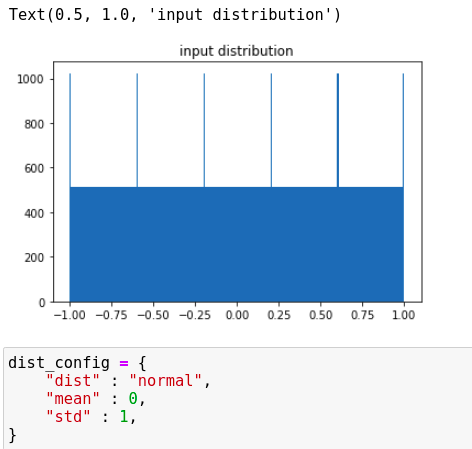 Text(0.5, 1.0, 'input distribution')
input distribution
1000
800
600
400
200
0
−1.00 −0.75 −0.50 −0.25 0.00 0.25 0.50 0.75 1.00
dist_config = {
    "dist" : "normal",
    "mean" : 0,
    "std" : 1,
}